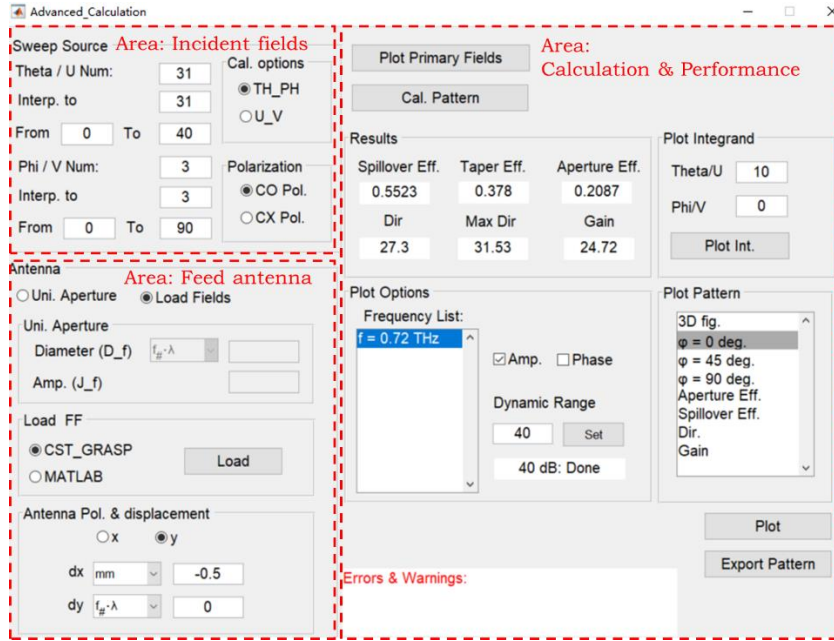 Advanced_Calculation
Sweep Source
Area: Incident fields
Theta / U Num: 31
Interp. to 31
From 0 To 40
Phi / V Num: 3
Interp. to 3
From 0 To 90
Cal. options
TH_PH
U_V
Polarization
CO Pol.
CX Pol.
Antenna
Area: Feed antenna
Uni. Aperture Load Fields
Uni. Aperture
Diameter (D_f) f#·λ
Amp. (J_f)
Load FF
CST_GRASP
MATLAB
Load
Antenna Pol. & displacement
x y
dx mm -0.5
dy f#·λ 0
Area:
Calculation & Performance
Plot Primary Fields
Cal. Pattern
Results
Spillover Eff. Taper Eff. Aperture Eff.
0.5523 0.378 0.2087
Dir Max Dir Gain
27.3 31.53 24.72
Plot Integrand
Theta/U 10
Phi/V 0
Plot Int.
Plot Options
Frequency List:
f = 0.72 THz
Amp. Phase
Dynamic Range
40 Set
40 dB: Done
Plot Pattern
3D fig.
φ = 0 deg.
φ = 45 deg.
φ = 90 deg.
Aperture Eff.
Spillover Eff.
Dir.
Gain
Plot
Export Pattern
Errors & Warnings: